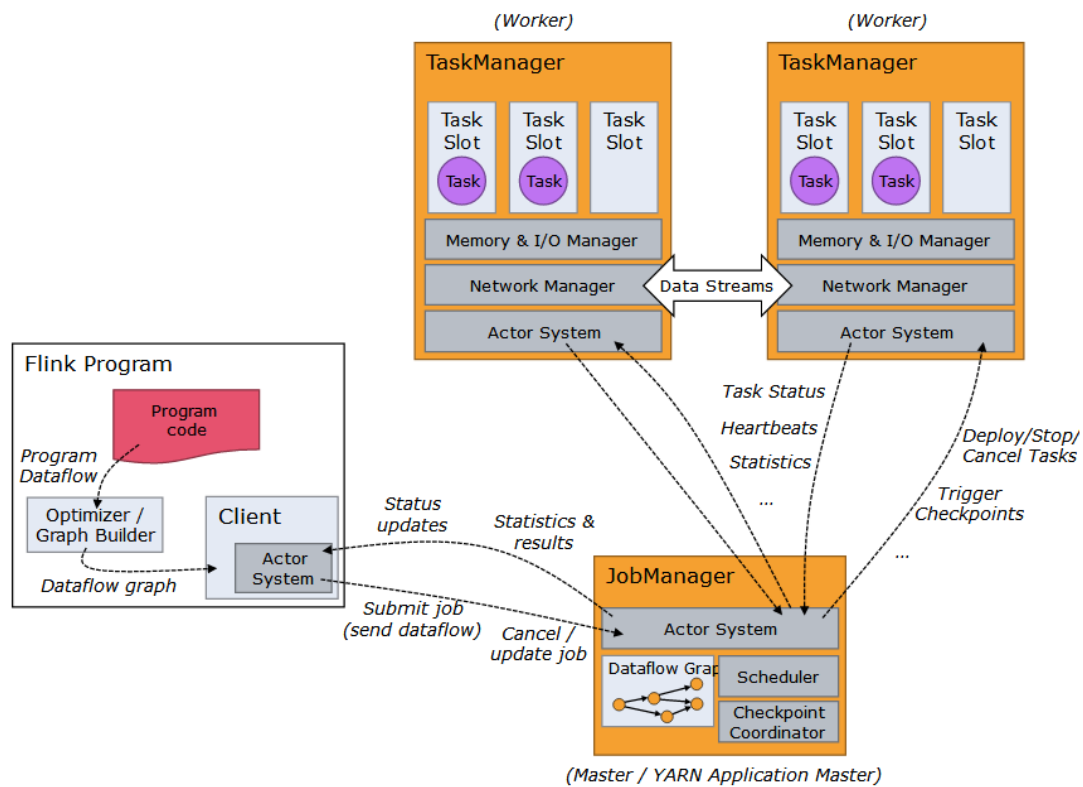 (Worker)
(Worker)
TaskManager
TaskManager
Task
Slot
Task
Task
Slot
Task
Task
Slot
Task
Slot
Task
Task
Slot
Task
Task
Slot
Memory & I/O Manager
Memory & I/O Manager
Network Manager
Data Streams
Network Manager
Actor System
Actor System
Flink Program
Program
code
Program
Dataflow
Optimizer /
Graph Builder
Dataflow graph
Client
Actor
System
Status
updates
Statistics &
results
Submit job
(send dataflow)
Cancel /
update job
Task Status
Heartbeats
Statistics
...
Deploy/Stop/
Cancel Tasks
Trigger
Checkpoints
...
JobManager
Actor System
Dataflow Grap
Scheduler
Checkpoint
Coordinator
(Master / YARN Application Master)